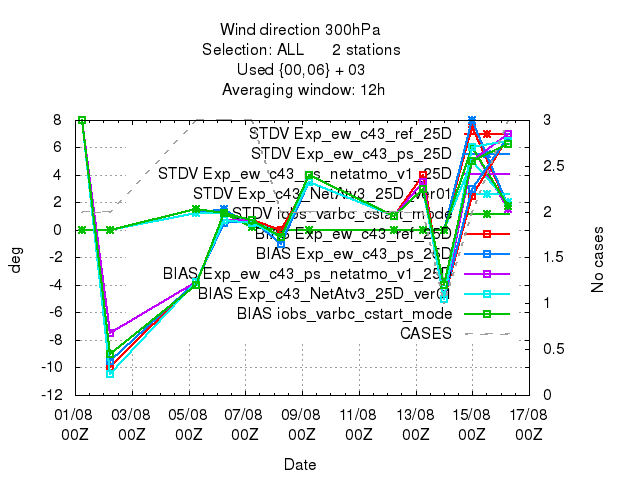 Wind direction 300hPa
Selection: ALL 2 stations
Used {00,06} + 03
Averaging window: 12h
8
6
4
2
0
-2
-4
-6
-8
-10
-12
deg
3
2.5
2
1.5
1
0.5
0
No cases
STDV Exp_ew_c43_ref_25D
STDV Exp_ew_c43_ps_25D
STDV Exp_ew_c43_ps_netatmo_v1_25D
STDV Exp_c43_NetAtv3_25D_ver01
STDV iobs_varbc_cstart_mode
BIAS Exp_ew_c43_ref_25D
BIAS Exp_ew_c43_ps_25D
BIAS Exp_ew_c43_ps_netatmo_v1_25D
BIAS Exp_c43_NetAtv3_25D_ver01
BIAS iobs_varbc_cstart_mode
CASES
01/08 03/08 05/08 07/08 09/08 11/08 13/08 15/08 17/08
00Z 00Z 00Z 00Z 00Z 00Z 00Z 00Z 00Z
Date